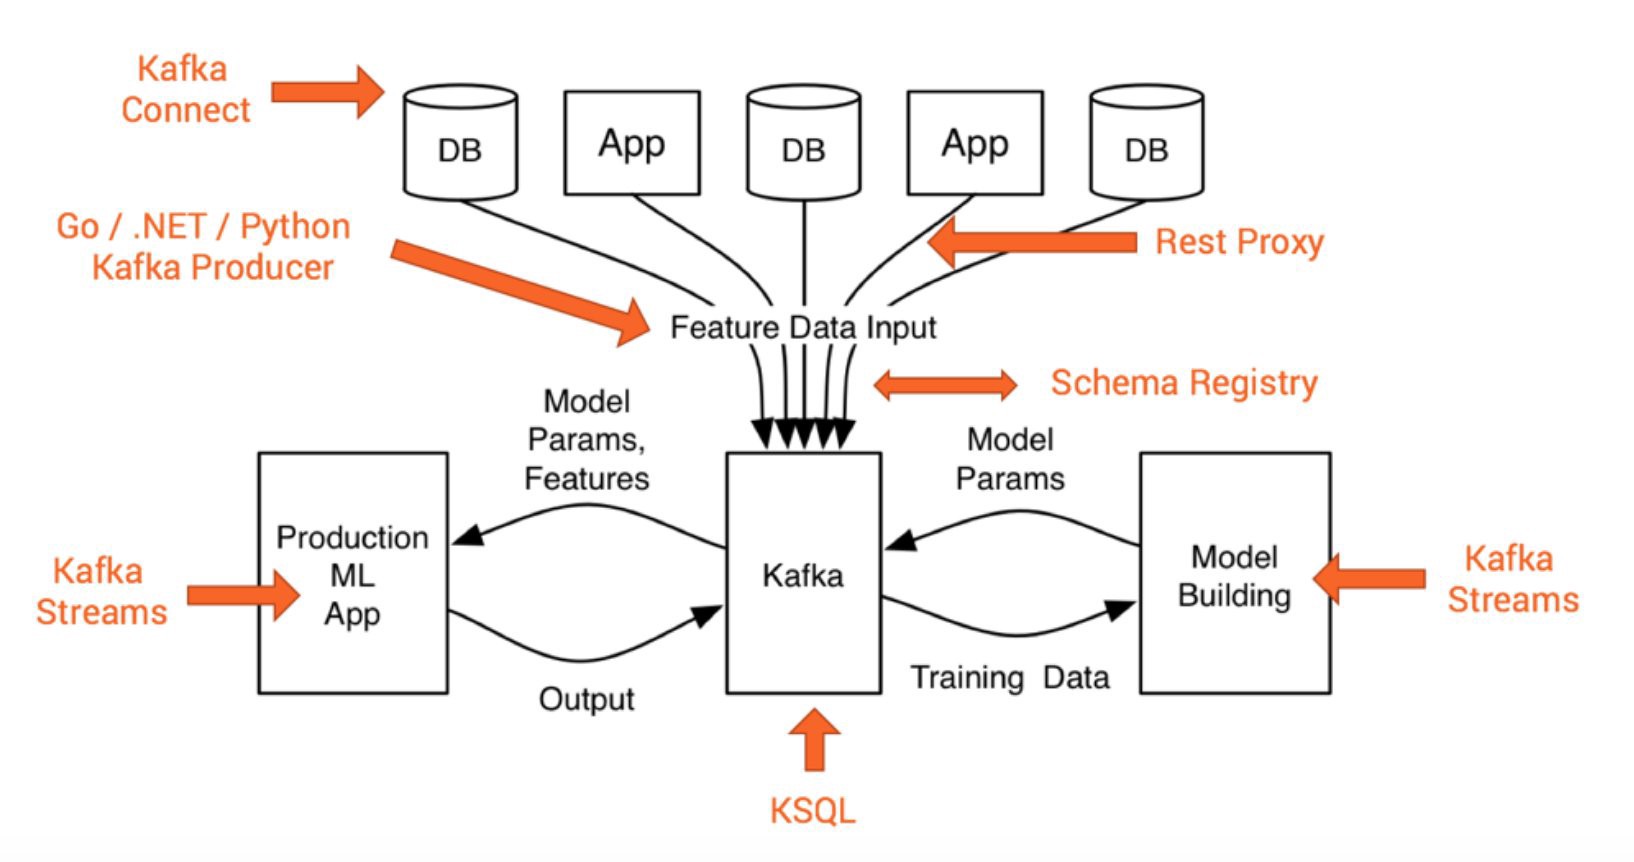 Kafka
Connect
DB
App
DB
App
DB
Go / .NET / Python
Kafka Producer
Rest Proxy
Feature Data Input
Schema Registry
Model
Params,
Features
Model
Params
Production
ML
App
Kafka
Model
Building
Kafka
Streams
Kafka
Streams
Output
Training Data
KSQL